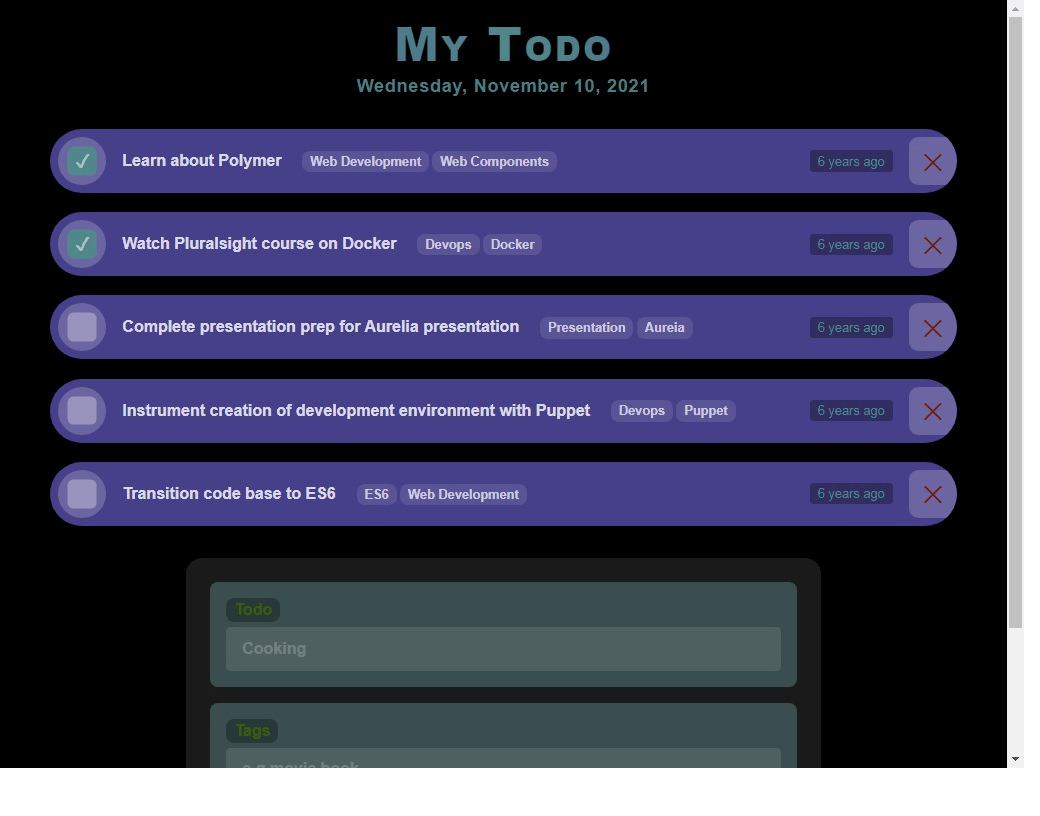 My Todo
Wednesday, November 10, 2021
Learn about Polymer Web Development Web Components 6 years ago
Watch Pluralsight course on Docker Devops Docker 6 years ago
Complete presentation prep for Aurelia presentation Presentation Aureia 6 years ago
Instrument creation of development environment with Puppet Devops Puppet 6 years ago
Transition code base to ES6 ES6 Web Development 6 years ago
Todo
Cooking
Tags
e.g movie,book